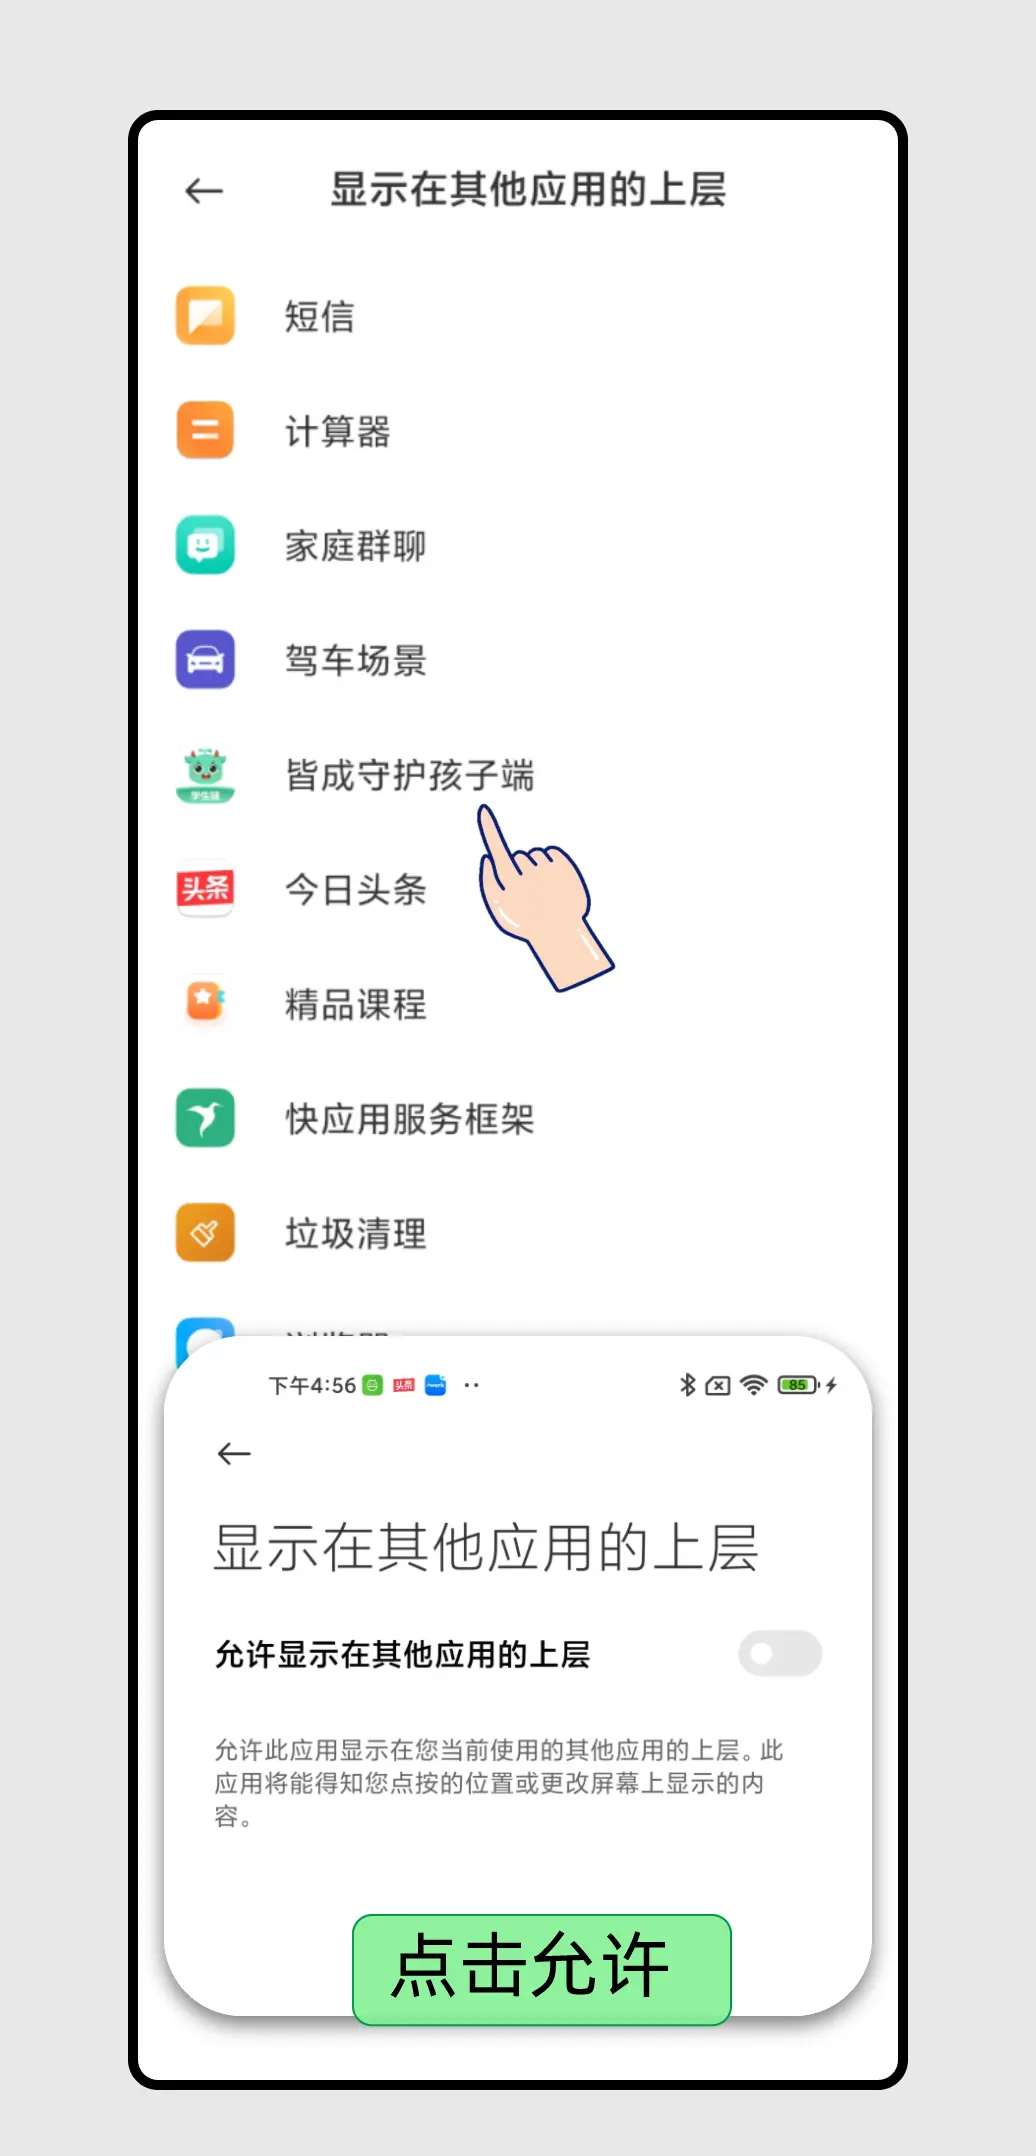 显示在其他应用的上层
短信
计算器
家庭群聊
驾车场景
学生端
皆成守护孩子端
头条
今日头条
精品课程
快应用服务框架
垃圾清理
下午4:56
头条
85
显示在其他应用的上层
允许显示在其他应用的上层
允许此应用显示在您当前使用的其他应用的上层。此
应用将能得知您点按的位置或更改屏幕上显示的内
容。
点击允许